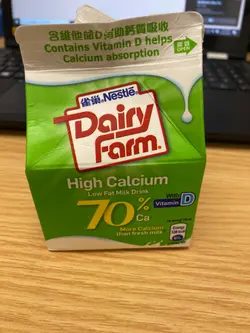 含維他命D 幫助鈣質吸收
Contains Vitamin D helps
Calcium absorption
雀巢 Nestlé
Dairy
Farm
High Calcium
Low Fat Milk Drink
70% Ca
With
Vitamin D
More Calcium
than fresh milk